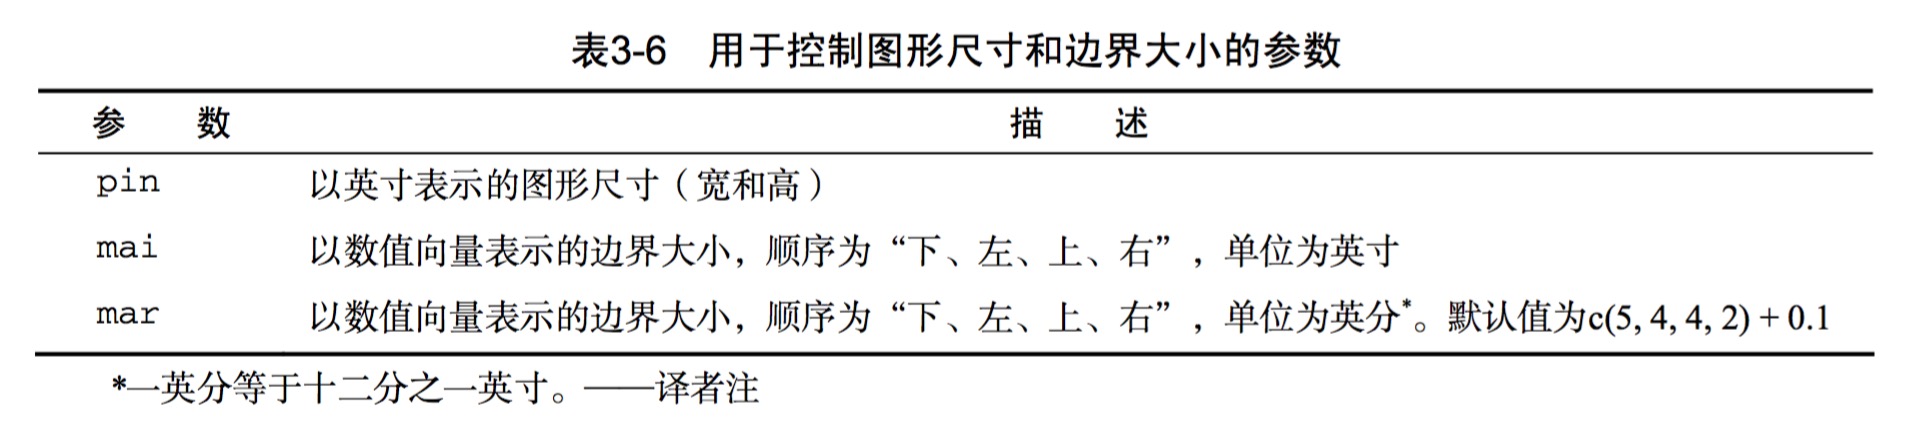 表3-6 用于控制图形尺寸和边界大小的参数
参 数 描 述
pin 以英寸表示的图形尺寸（宽和高）
mai 以数值向量表示的边界大小，顺序为“下、左、上、右”，单位为英寸
mar 以数值向量表示的边界大小，顺序为“下、左、上、右”，单位为英分*。默认值为c(5, 4, 4, 2) + 0.1
*一英分等于十二分之一英寸。——译者注